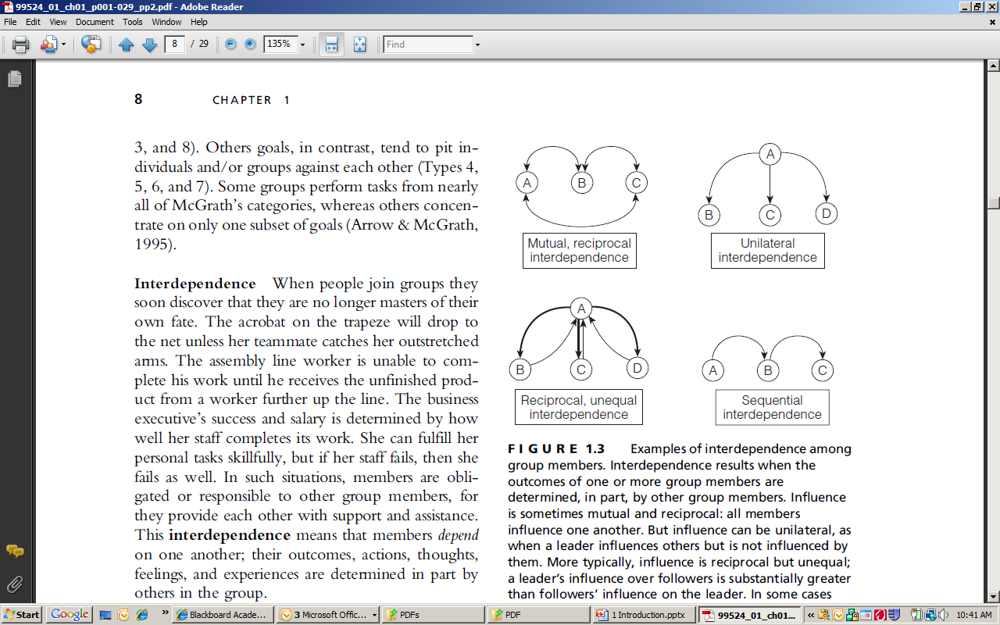 99524_01_ch01_p001-029_pp2.pdf - Adobe Reader
File Edit View Document Tools Window Help
8 / 29 135% Find
8 CHAPTER 1
3, and 8). Others goals, in contrast, tend to pit in-
dividuals and/or groups against each other (Types 4,
5, 6, and 7). Some groups perform tasks from nearly
all of McGrath's categories, whereas others concen-
trate on only one subset of goals (Arrow & McGrath,
1995).
Interdependence When people join groups they
soon discover that they are no longer masters of their
own fate. The acrobat on the trapeze will drop to
the net unless her teammate catches her outstretched
arms. The assembly line worker is unable to com-
plete his work until he receives the unfinished prod-
uct from a worker further up the line. The business
executive's success and salary is determined by how
well her staff completes its work. She can fulfill her
personal tasks skillfully, but if her staff fails, then she
fails as well. In such situations, members are obli-
gated or responsible to other group members, for
they provide each other with support and assistance.
This interdependence means that members depend
on one another; their outcomes, actions, thoughts,
feelings, and experiences are determined in part by
others in the group.
A B C
Mutual, reciprocal
interdependence
A
B C D
Unilateral
interdependence
A
B C D
Reciprocal, unequal
interdependence
A B C
Sequential
interdependence
FIGURE 1.3 Examples of interdependence among
group members. Interdependence results when the
outcomes of one or more group members are
determined, in part, by other group members. Influence
is sometimes mutual and reciprocal: all members
influence one another. But influence can be unilateral, as
when a leader influences others but is not influenced by
them. More typically, influence is reciprocal but unequal;
a leader's influence over followers is substantially greater
than followers' influence on the leader. In some cases
Start Google » Blackboard Acade... 3 Microsoft Offic... PDFs PDF 1 Introduction.pptx 99524_01_ch01... « 10:41 AM